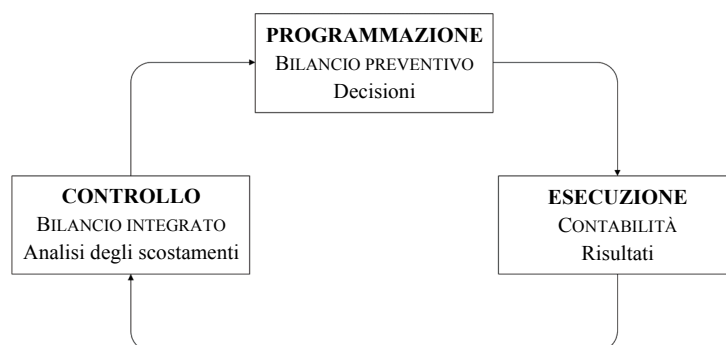 PROGRAMMAZIONE
BILANCIO PREVENTIVO
Decisioni
CONTROLLO
BILANCIO INTEGRATO
Analisi degli scostamenti
ESECUZIONE
CONTABILITÀ
Risultati